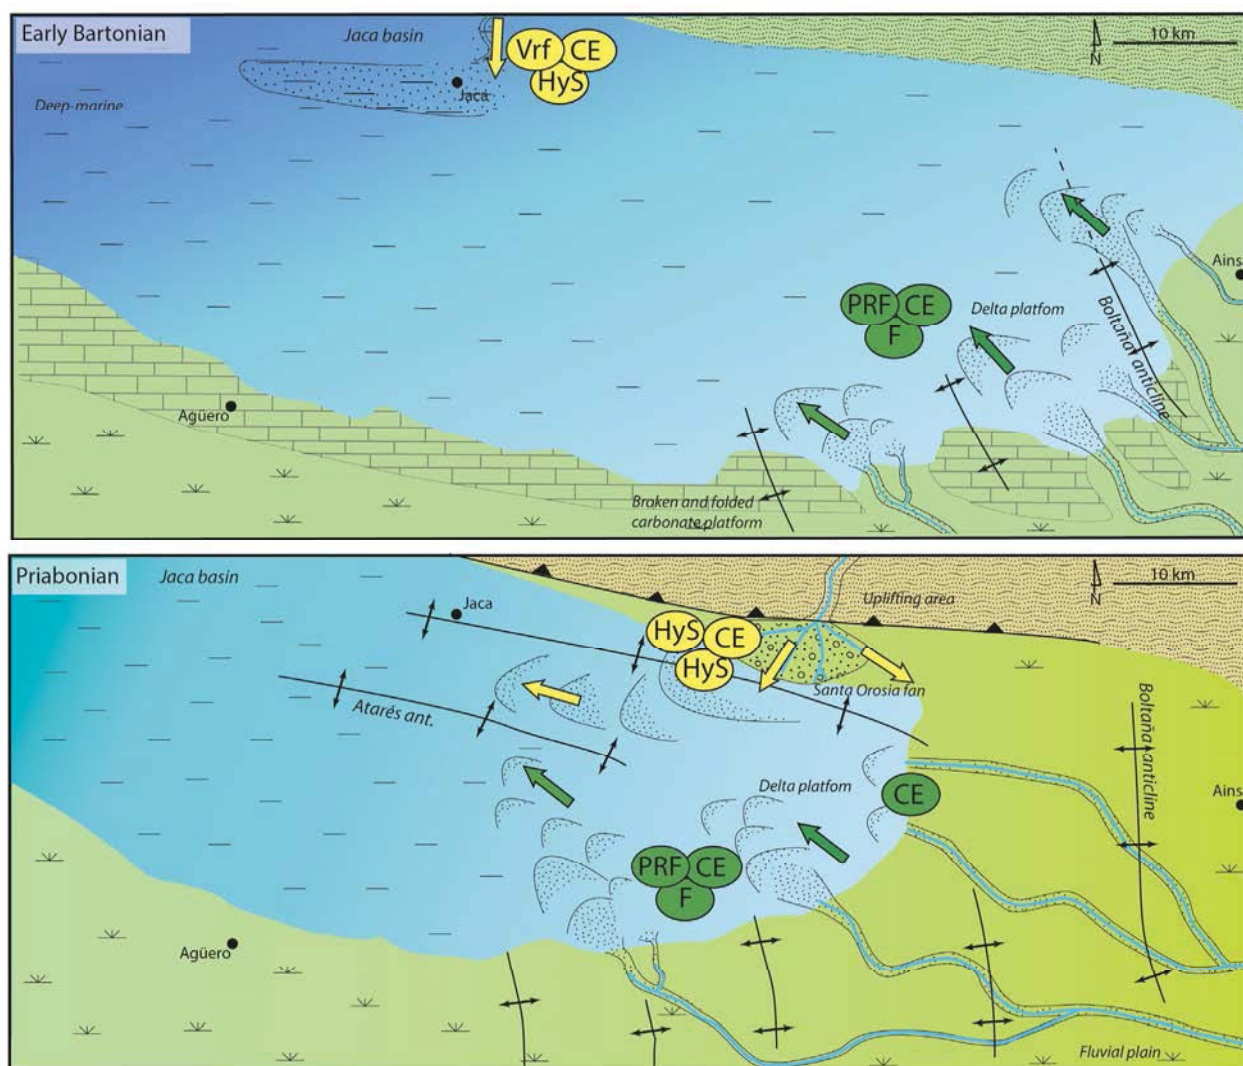 Early Bartonian
Jaca basin
10 km
N
Vrf
CE
HyS
Jaca
Deep-marine
Ainsa
PRF
CE
F
Delta platfom
Boltaña anticline
Agüero
Broken and folded
carbonate platform
Priabonian
Jaca basin
10 km
N
Uplifting area
Jaca
HyS
CE
HyS
Santa Orosia fan
Atarés ant.
Boltaña anticline
Delta platfom
CE
Ainsa
PRF
CE
F
Agüero
Fluvial plain